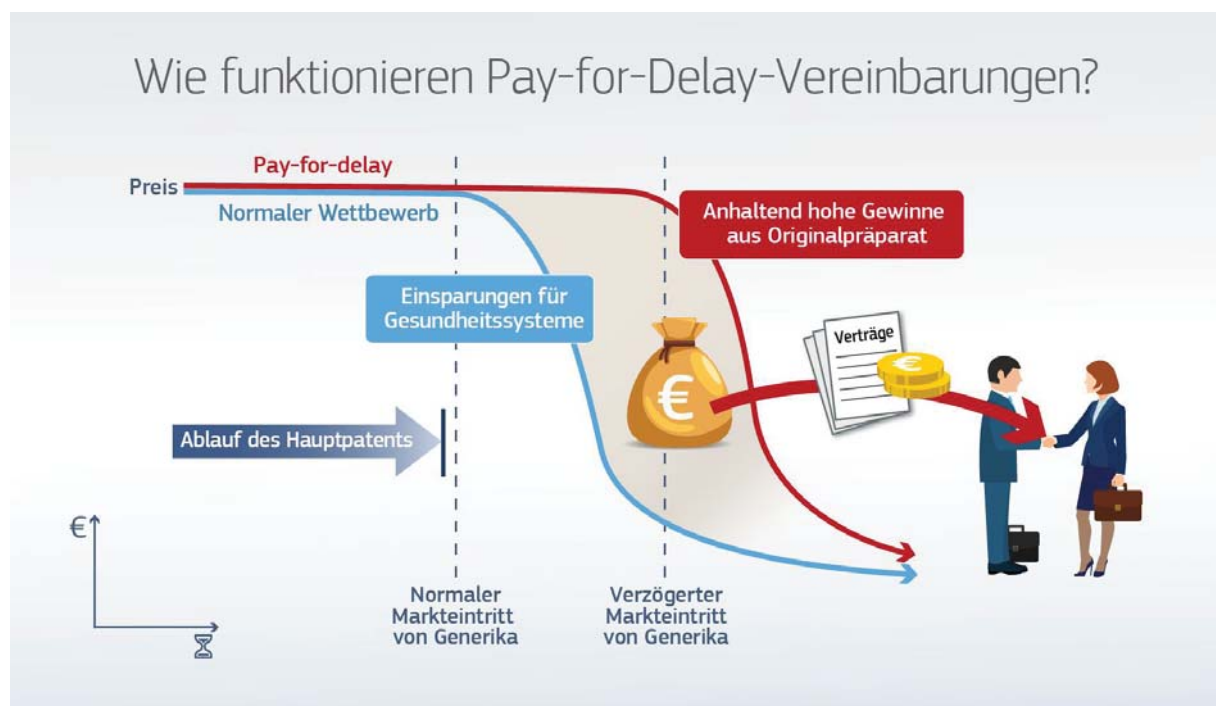 Wie funktionieren Pay-for-Delay-Vereinbarungen?
Pay-for-delay
Preis
Normaler Wettbewerb
Anhaltend hohe Gewinne
aus Originalpräparat
Einsparungen für
Gesundheitssysteme
Verträge
€
€
Ablauf des Hauptpatents
€
Normaler
Markteintritt
von Generika
Verzögerter
Markteintritt
von Generika